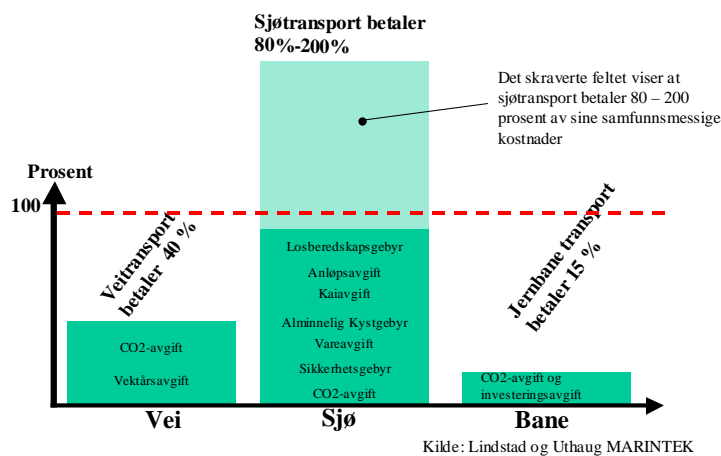 Sjøtransport betaler
80%-200%
Det skraverte feltet viser at
sjøtransport betaler 80 – 200
prosent av sine samfunnsmessige
kostnader
Prosent
100
Veitransport
betaler 40 %
Losberedskapsgebyr
Anløpsavgift
Kaiavgift
Alminnelig Kystgebyr
Vareavgift
Sikkerhetsgebyr
CO2-avgift
Jernbane transport
betaler 15 %
CO2-avgift
Vektårsavgift
CO2-avgift og
investeringsavgift
Vei
Sjø
Bane
Kilde: Lindstad og Uthaug MARINTEK